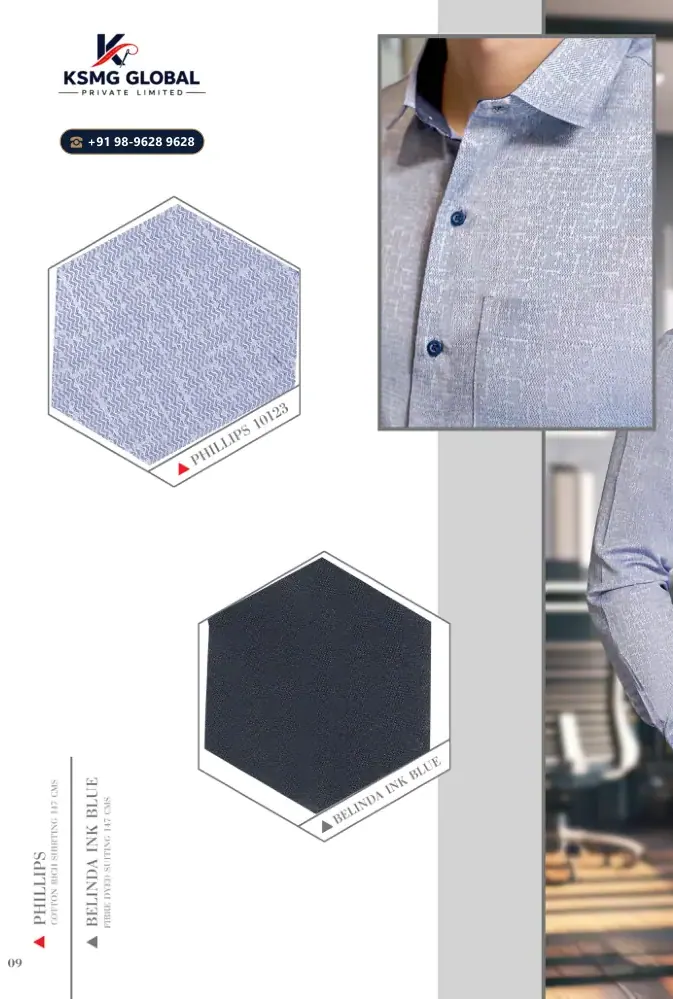 KSMG GLOBAL
PRIVATE LIMITED
+91 98-9628 9628
PHILLIPS 10123
BELINDA INK BLUE
PHILLIPS
COTTON RICH SHIRTING 147 CMS
BELINDA INK BLUE
FIBRE DYED SUITING 147 CMS
09